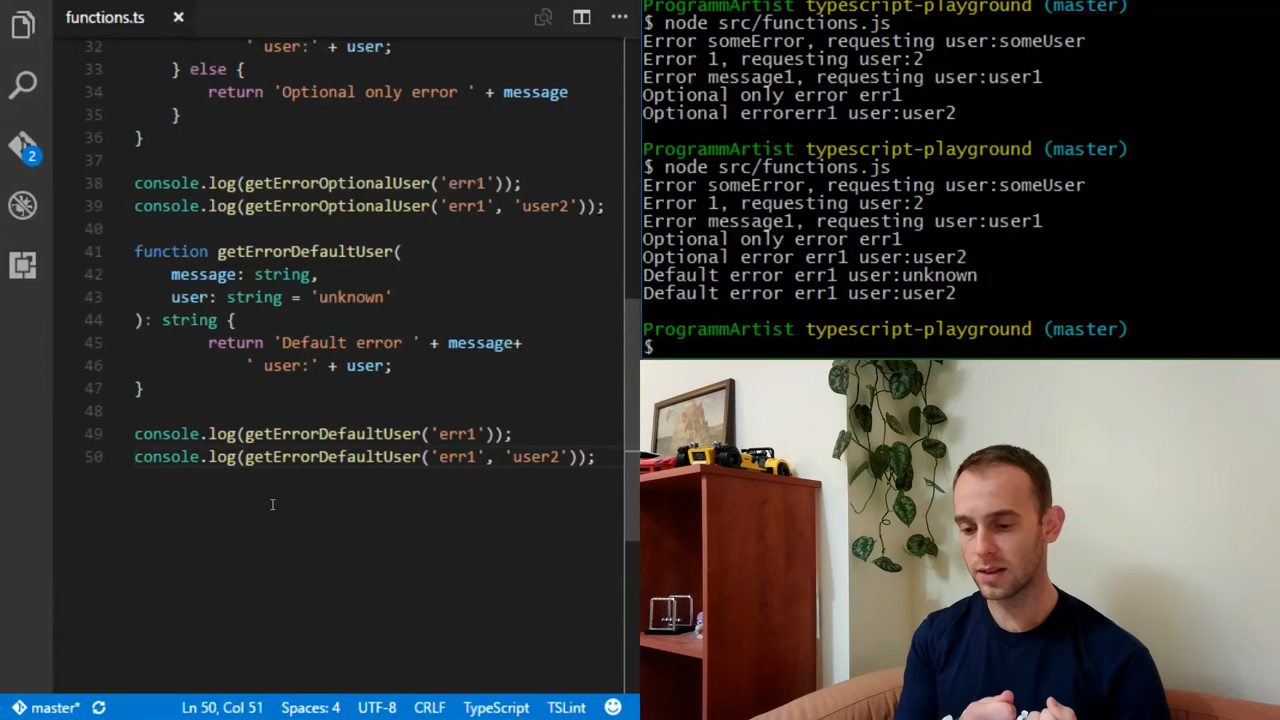 functions.ts
32 ' user:' + user;
33 } else {
34 return 'Optional only error ' + message
35 }
36 }
37
38 console.log(getErrorOptionalUser('err1'));
39 console.log(getErrorOptionalUser('err1', 'user2'));
40
41 function getErrorDefaultUser(
42 message: string,
43 user: string = 'unknown'
44 ): string {
45 return 'Default error ' + message+
46 ' user:' + user;
47 }
48
49 console.log(getErrorDefaultUser('err1'));
50 console.log(getErrorDefaultUser('err1', 'user2'));
2
master*
Ln 50, Col 51
Spaces: 4
UTF-8
CRLF
TypeScript
TSLint
ProgrammArtist typescript-playground (master)
$ node src/functions.js
Error someError, requesting user:someUser
Error 1, requesting user:2
Error message1, requesting user:user1
Optional only error err1
Optional errorerr1 user:user2
ProgrammArtist typescript-playground (master)
$ node src/functions.js
Error someError, requesting user:someUser
Error 1, requesting user:2
Error message1, requesting user:user1
Optional only error err1
Optional error err1 user:user2
Default error err1 user:unknown
Default error err1 user:user2
ProgrammArtist typescript-playground (master)
$